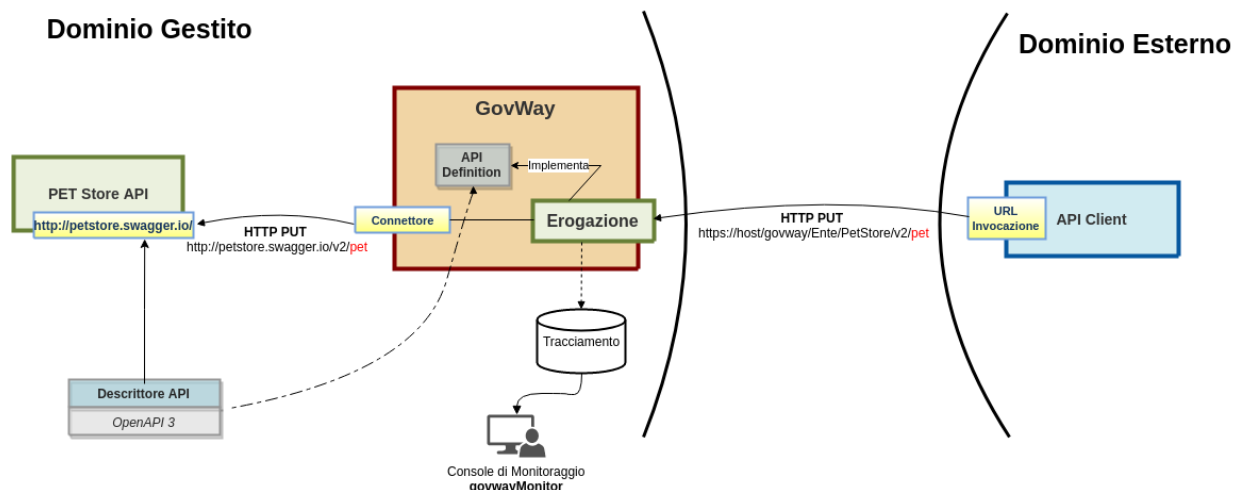 Dominio Gestito
Dominio Esterno
GovWay
API
Definition
Implementa
PET Store API
http://petstore.swagger.io/
Connettore
Erogazione
HTTP PUT
http://petstore.swagger.io/v2/pet
HTTP PUT
https://host/govway/Ente/PetStore/v2/pet
URL
Invocazione
API Client
Tracciamento
Descrittore API
OpenAPI 3
Console di Monitoraggio
govwayMonitor